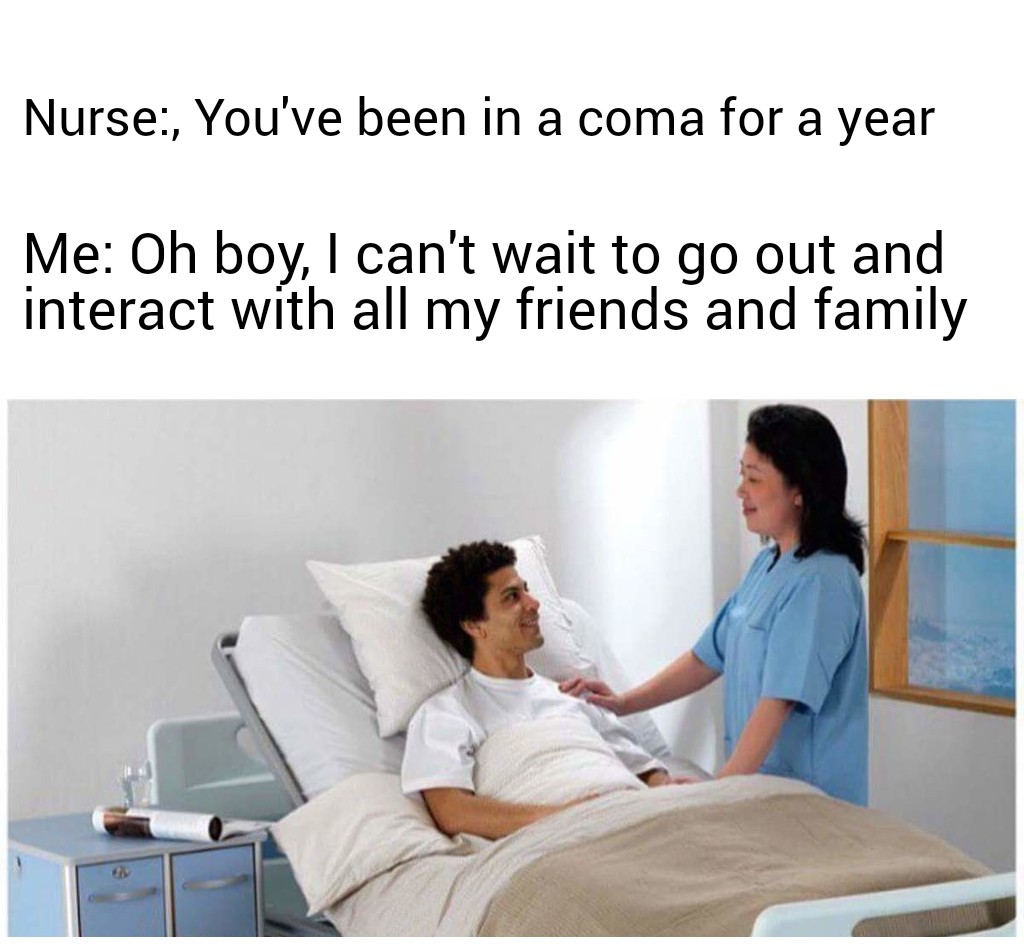 Nurse:, You've been in a coma for a year
Me: Oh boy, I can't wait to go out and
interact with all my friends and family